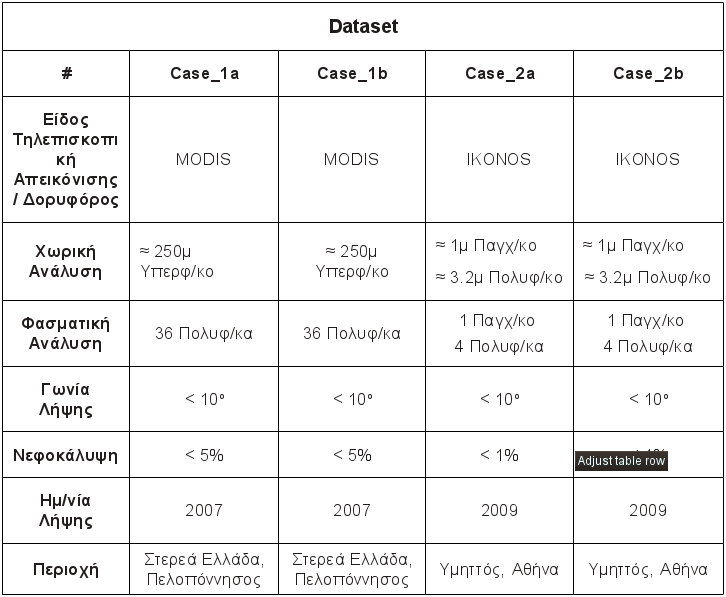 Dataset
# Case_1a Case_1b Case_2a Case_2b
Είδος
Τηλεπισκοπι
κή
Απεικόνισης
/ Δορυφόρος
MODIS MODIS IKONOS IKONOS
Χωρική
Ανάλυση
≈ 250μ
Υπερφ/κο
≈ 250μ
Υπερφ/κο
≈ 1μ Παγχ/κο
≈ 3.2μ Πολυφ/κο
≈ 1μ Παγχ/κο
≈ 3.2μ Πολυφ/κο
Φασματική
Ανάλυση
36 Πολυφ/κα 36 Πολυφ/κα
1 Παγχ/κο
4 Πολυφ/κα
1 Παγχ/κο
4 Πολυφ/κα
Γωνία
Λήψης
< 10° < 10° < 10° < 10°
Νεφοκάλυψη < 5% < 5% < 1%
Adjust table row
Ημ/νία
Λήψης
2007 2007 2009 2009
Περιοχή
Στερεά Ελλάδα,
Πελοπόννησος
Στερεά Ελλάδα,
Πελοπόννησος
Υμηττός, Αθήνα Υμηττός, Αθήνα